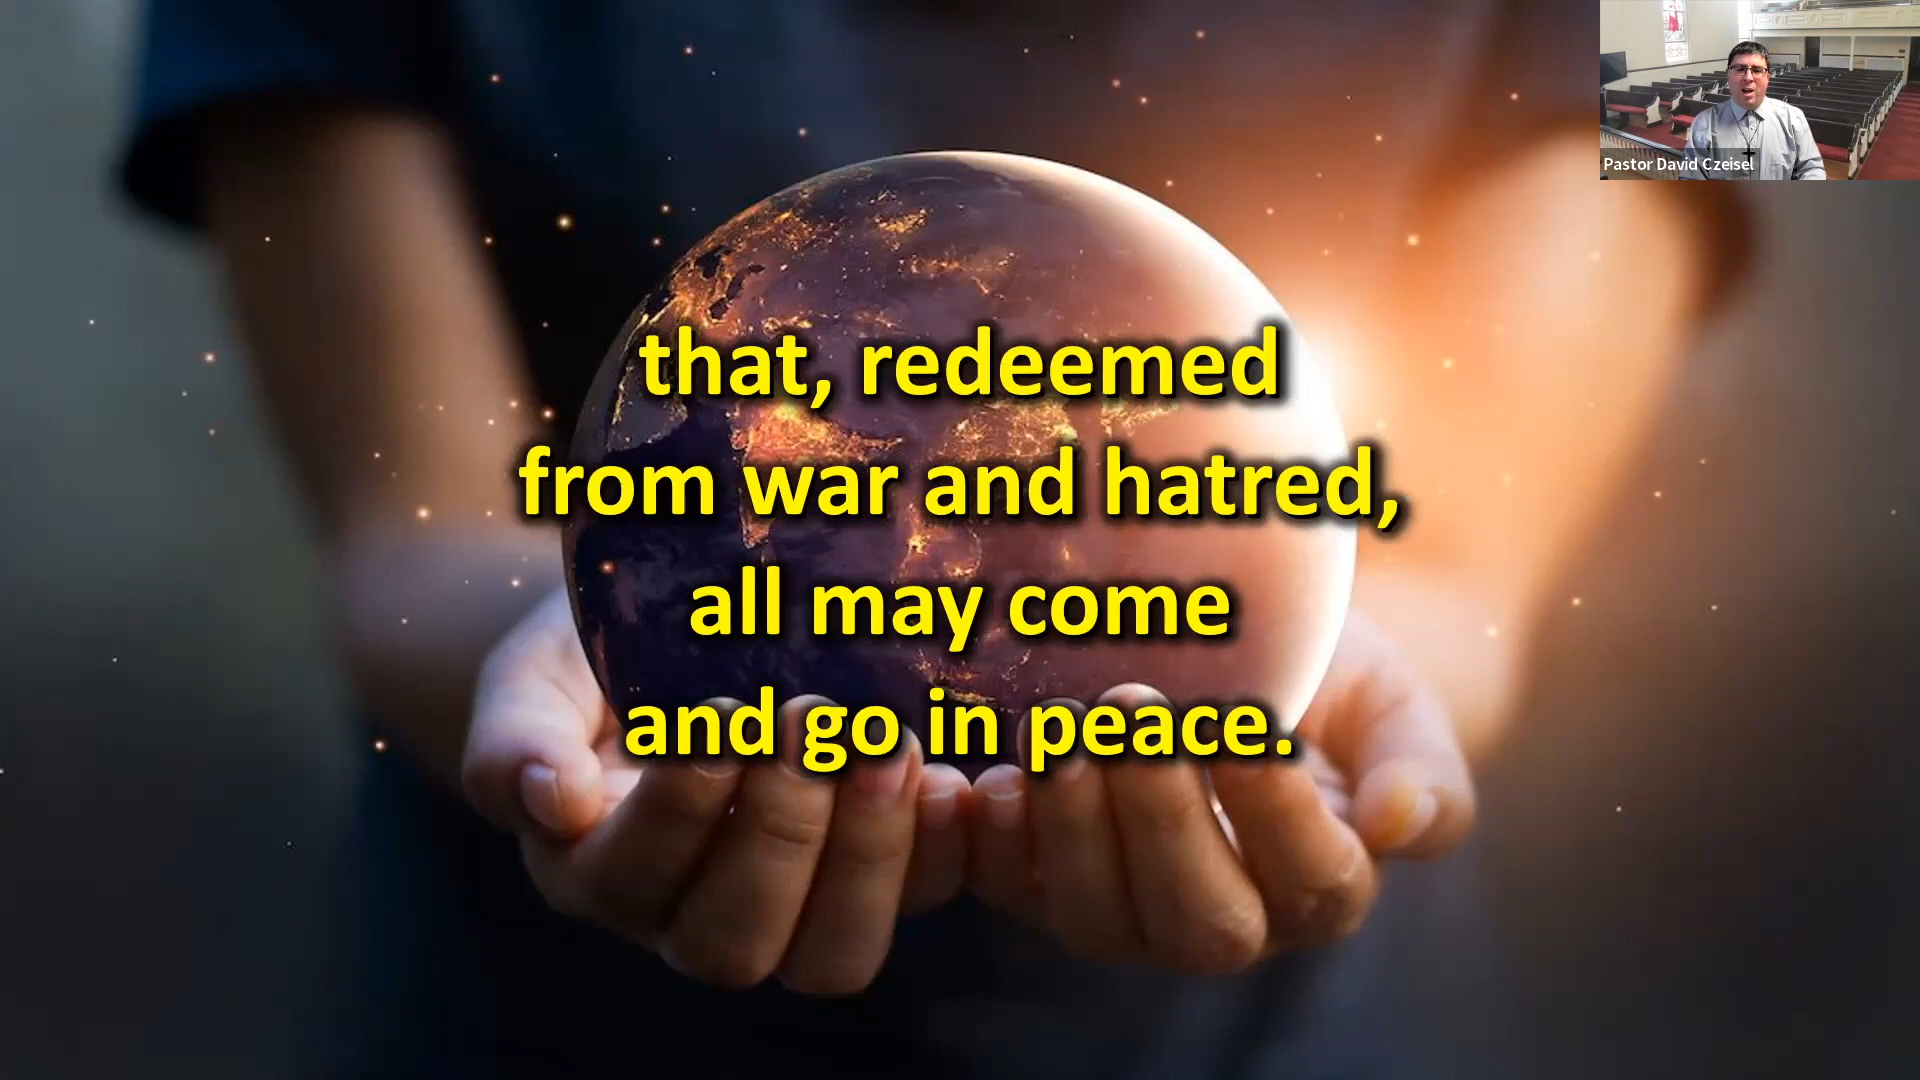 Pastor David Czeisel
that, redeemed
from war and hatred,
all may come
and go in peace.